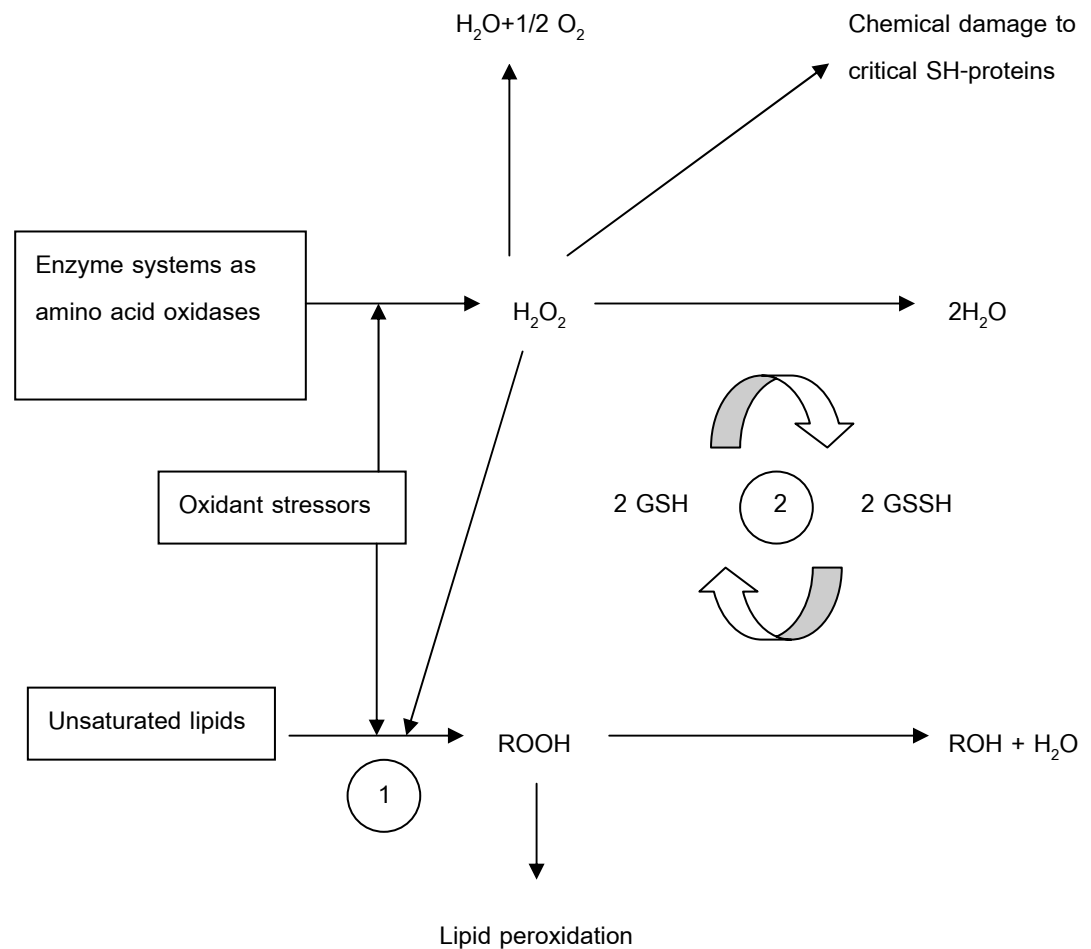 H₂O+1/2 O₂
Chemical damage to
critical SH-proteins
Enzyme systems as
amino acid oxidases
H₂O₂
2H₂O
Oxidant stressors
2 GSH
2
2 GSSH
Unsaturated lipids
ROOH
ROH + H₂O
1
Lipid peroxidation